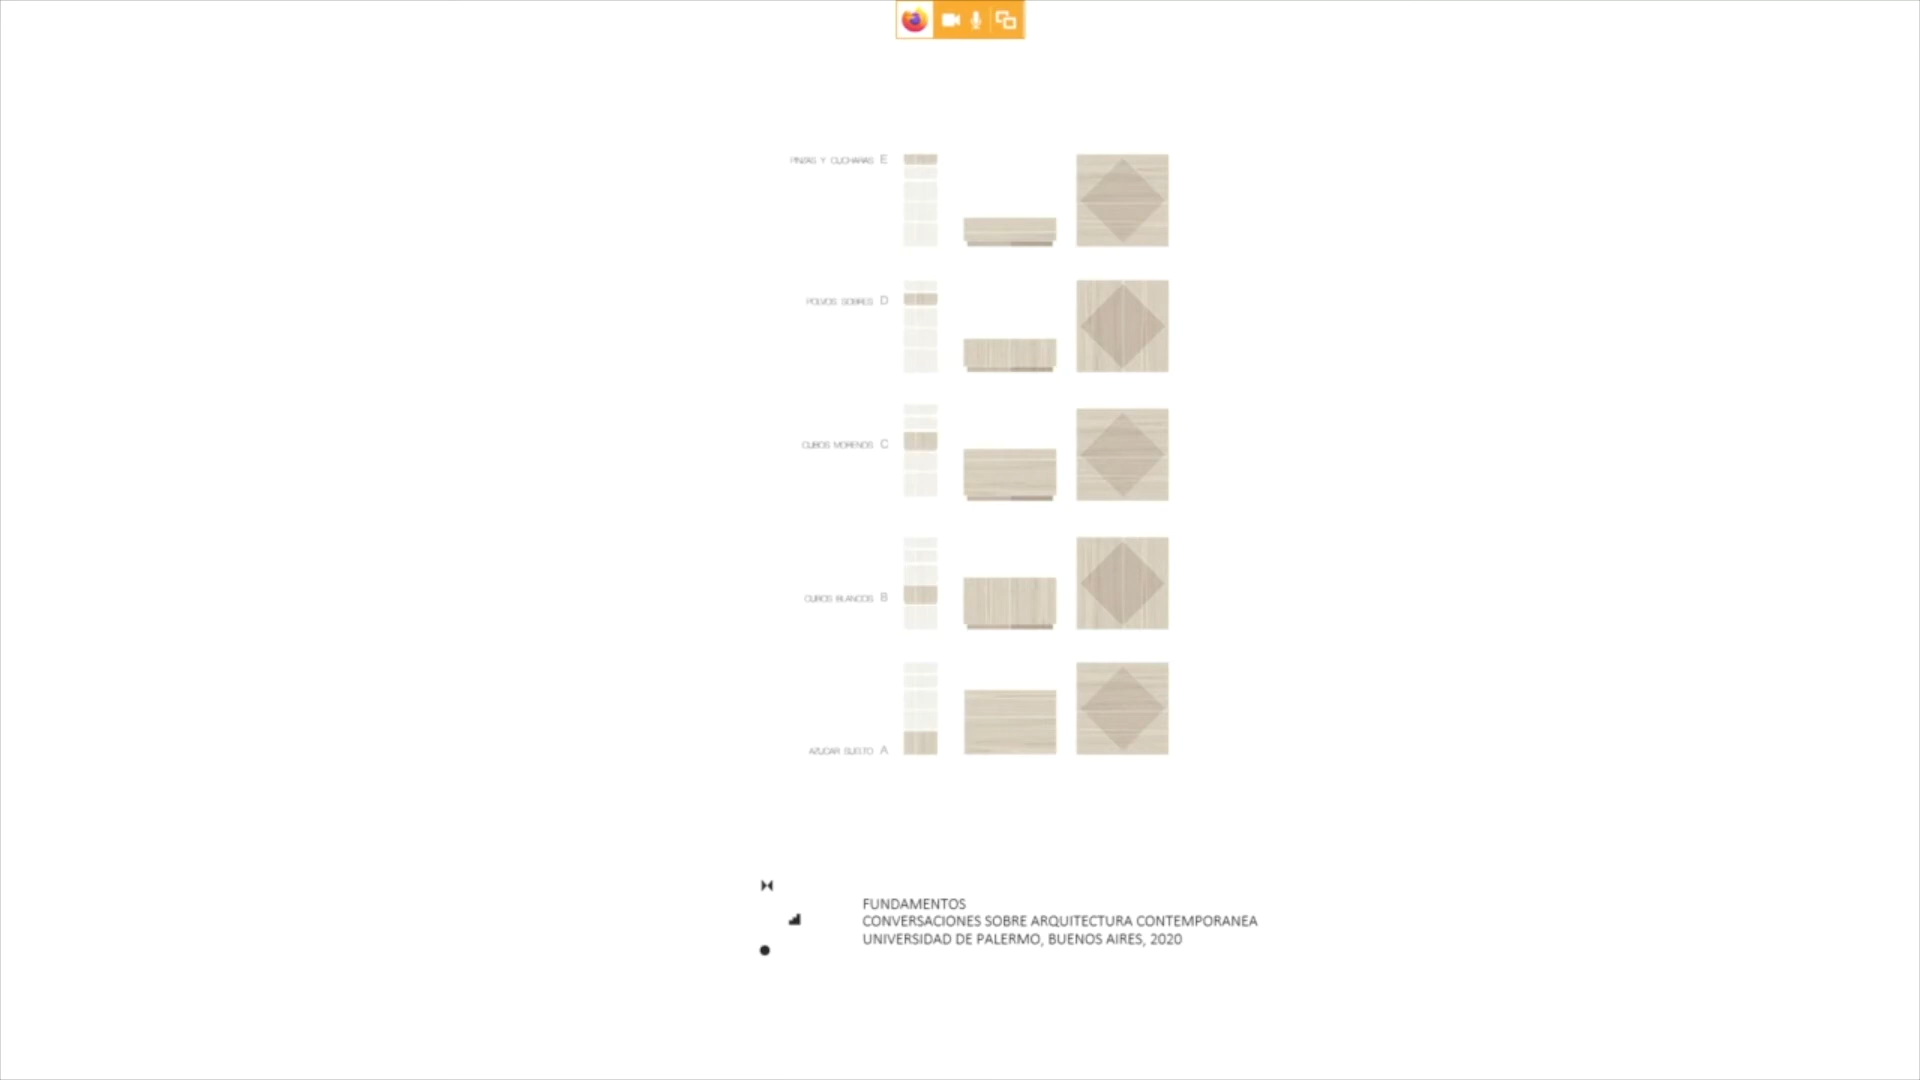 PINZAS Y CUCHARAS E
POLVOS SOBRES D
CUBOS MORENOS C
CUBOS BLANCOS B
AZUCAR SUELTO A
FUNDAMENTOS
CONVERSACIONES SOBRE ARQUITECTURA CONTEMPORANEA
UNIVERSIDAD DE PALERMO, BUENOS AIRES, 2020